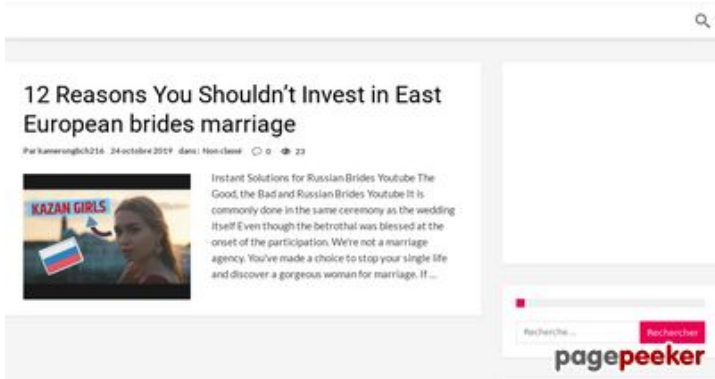 12 Reasons You Shouldn't Invest in East
European brides marriage
Par kamerongbch216 24 octobre 2019 dans : Non classé 0 23
KAZAN GIRLS
Instant Solutions for Russian Brides Youtube The
Good, the Bad and Russian Brides Youtube It is
commonly done in the same ceremony as the wedding
itself Even though the betrothal was blessed at the
onset of the participation. We're not a marriage
agency. You've made a choice to stop your single life
and discover a gorgeous woman for marriage. If ...
Recherche... Rechercher
pagepeeker